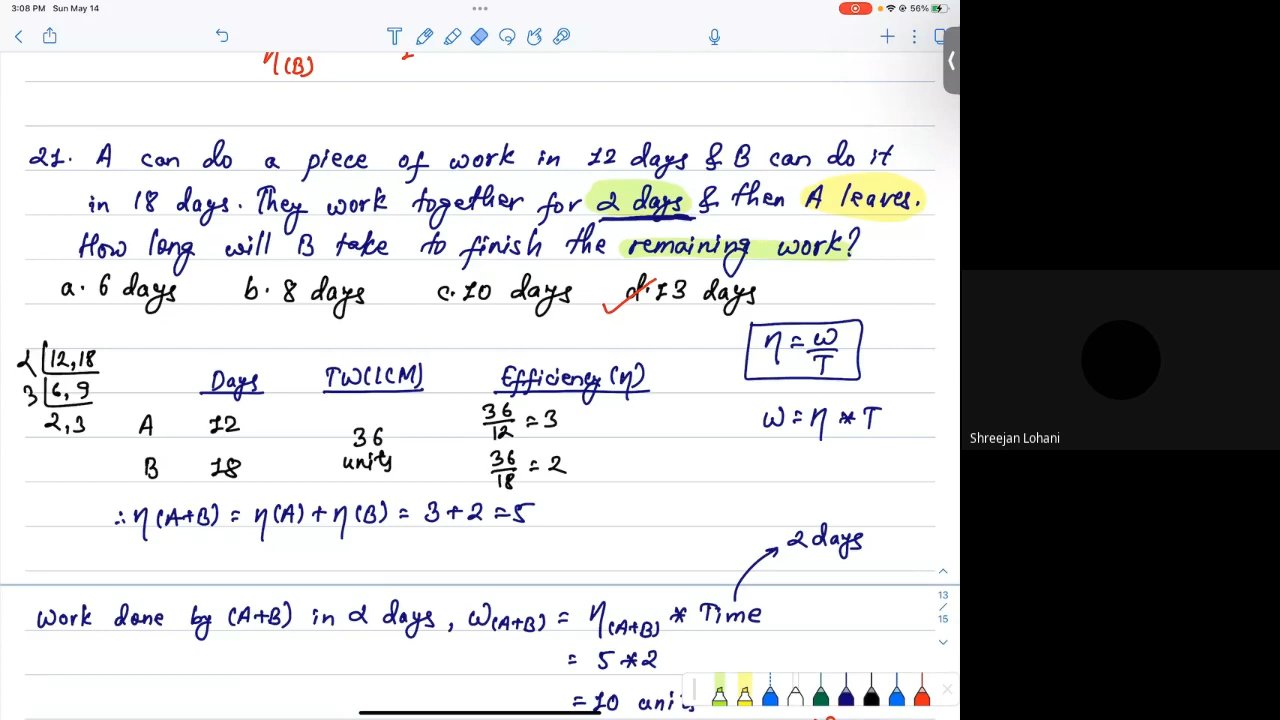 3:08 PM Sun May 14
56%
η(B)
21. A can do a piece of work in 12 days & B can do it
in 18 days. They work together for 2 days & then A leaves.
How long will B take to finish the remaining work?
a. 6 days b. 8 days c. 10 days d. 13 days
η = w/T
w = η * T
2 | 12, 18
3 | 6, 9
2, 3
Days TW(LCM) Efficiency(η)
A 12 36/12 = 3
36 units
B 18 36/18 = 2
∴ η(A+B) = η(A) + η(B) = 3 + 2 = 5
2 days
Work done by (A+B) in 2 days, w(A+B) = η(A+B) * Time
= 5 * 2
= 10 units
13
/
15
Shreejan Lohani